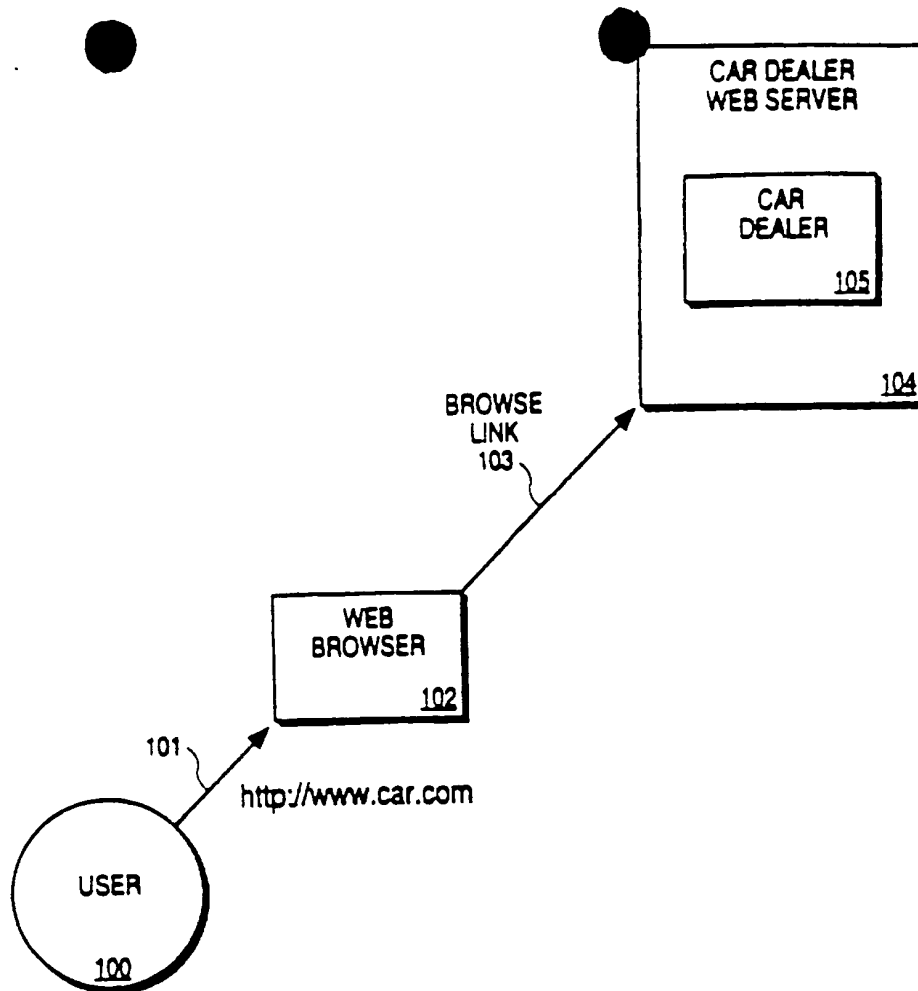 CAR DEALER
WEB SERVER
CAR
DEALER
105
104
BROWSE
LINK
103
WEB
BROWSER
102
101
http://www.car.com
USER
100